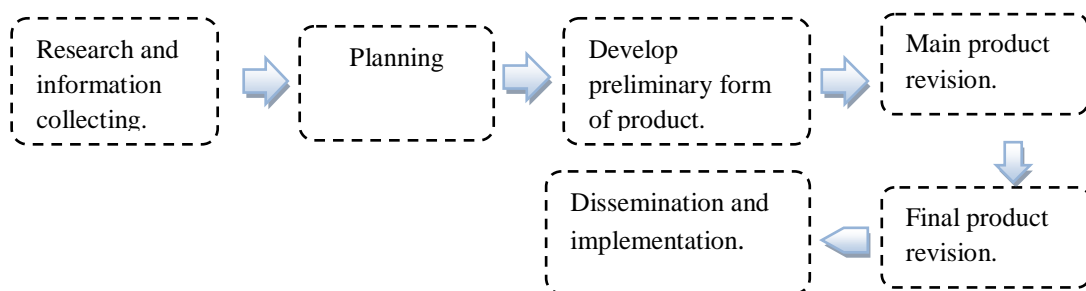 Research and
information
collecting.
Planning
Develop
preliminary form
of product.
Main product
revision.
Final product
revision.
Dissemination and
implementation.